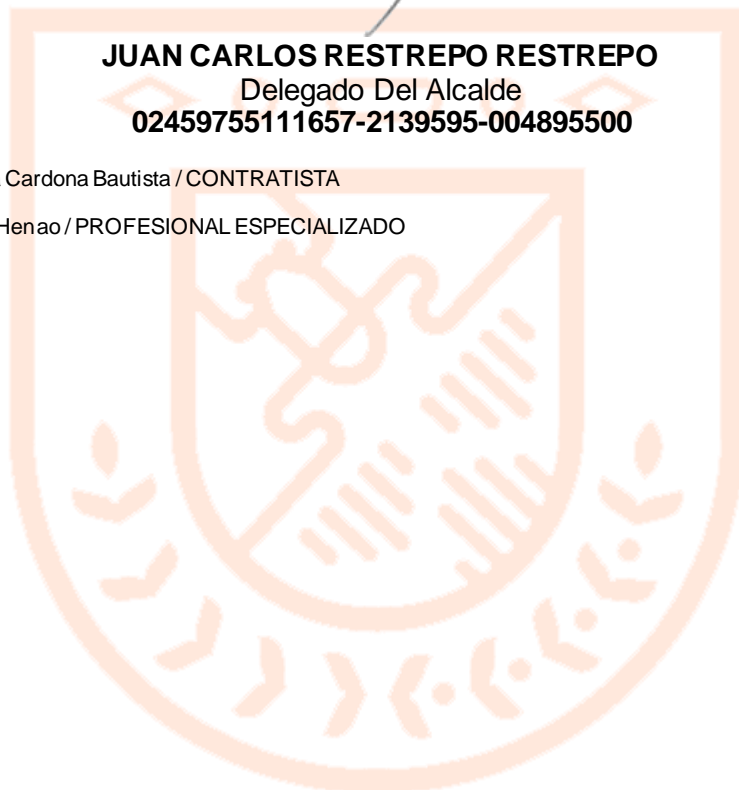 JUAN CARLOS RESTREPO RESTREPO
Delegado Del Alcalde
02459755111657-2139595-004895500
Cardona Bautista / CONTRATISTA
Henao / PROFESIONAL ESPECIALIZADO